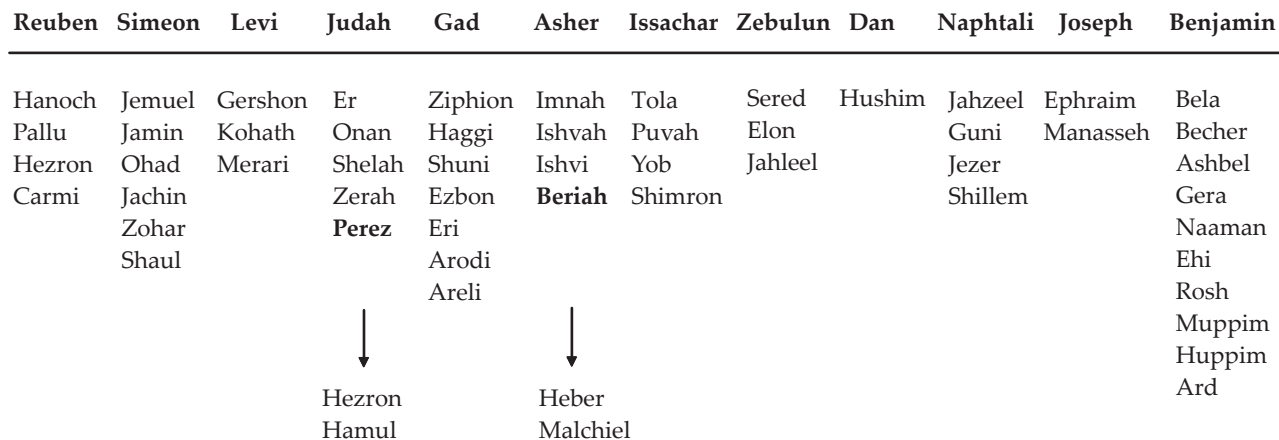 Reuben Simeon Levi Judah Gad Asher Issachar Zebulun Dan Naphtali Joseph Benjamin
Hanoch Jemuel Gershon Er Ziphion Imnah Tola Sered Hushim Jahzeel Ephraim Bela
Pallu Jamin Kohath Onan Haggi Ishvah Puvah Elon Guni Manasseh Becher
Hezron Ohad Merari Shelah Shuni Ishvi Yob Jahleel Jezer Ashbel
Carmi Jachin Zerah Ezbon Beriah Shimron Shillem Gera
Zohar Perez Eri Naaman
Shaul Arodi Ehi
Areli Rosh
Muppim
Huppim
Hezron Heber Ard
Hamul Malchiel